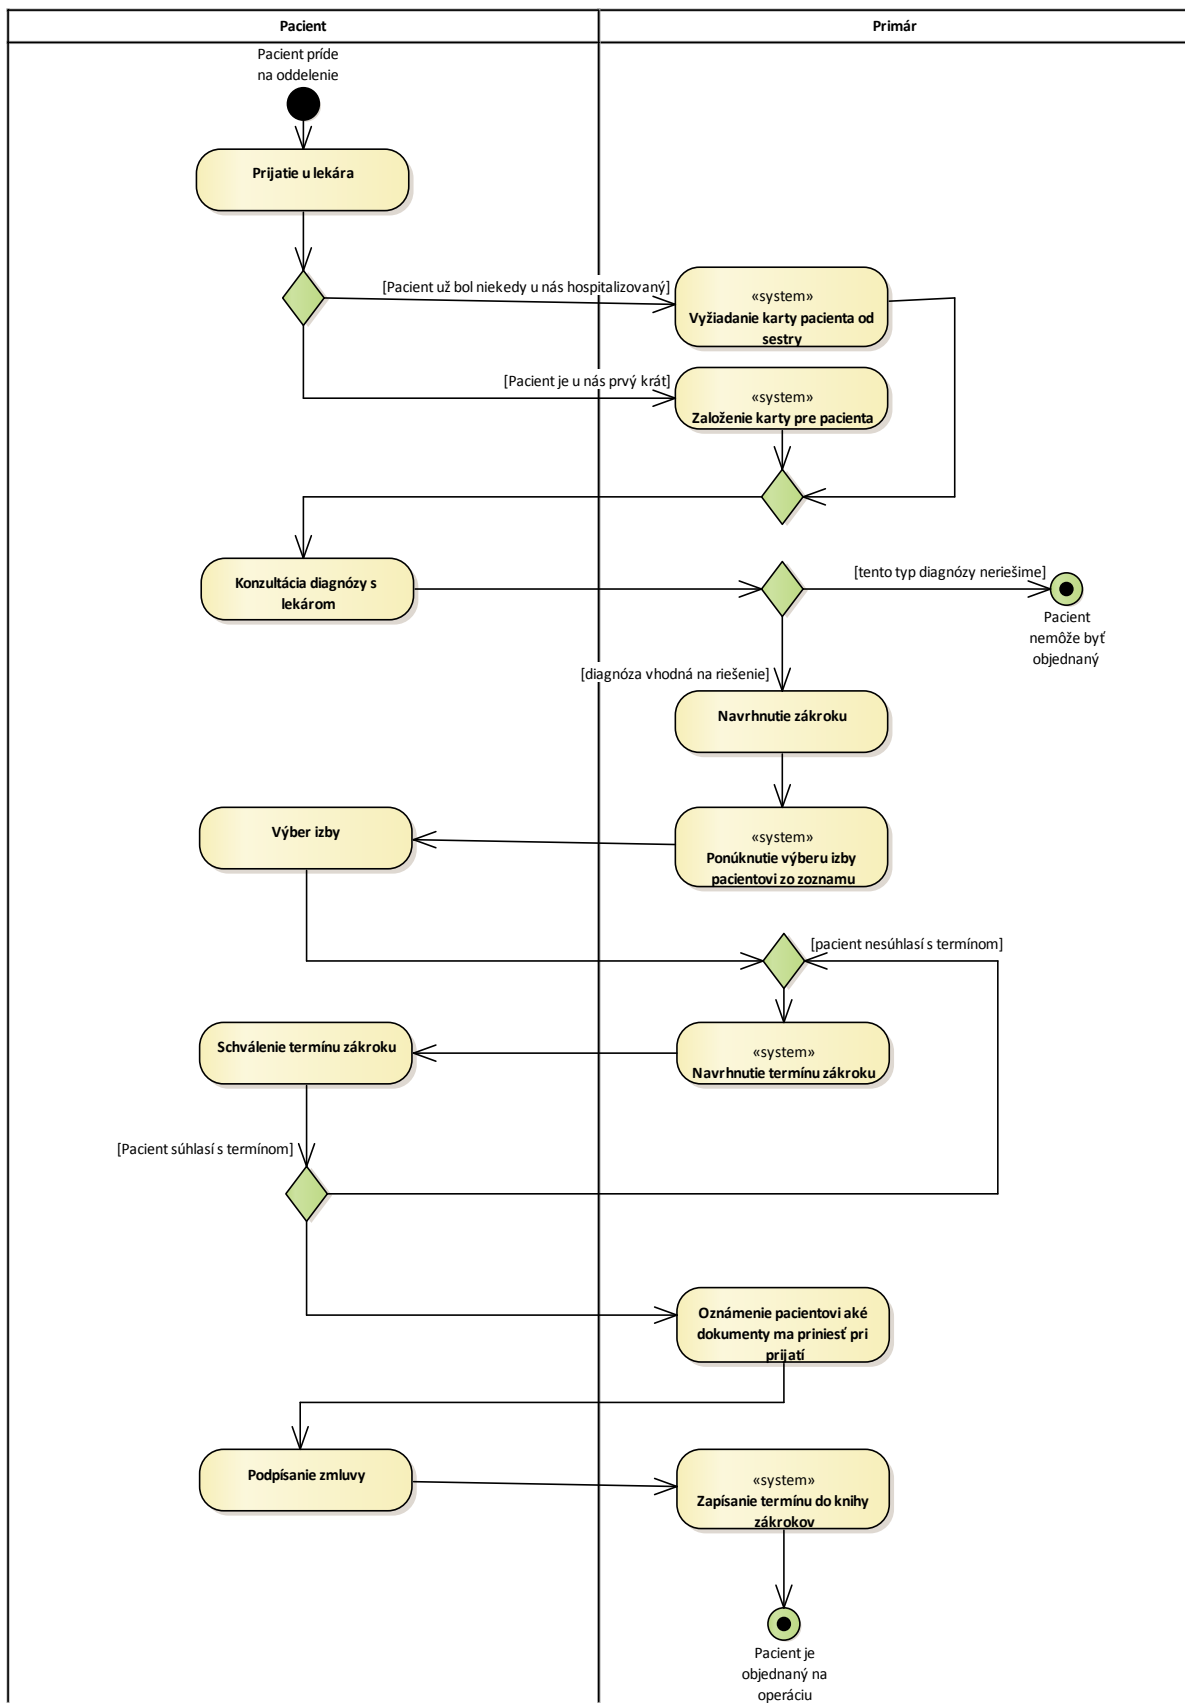 Pacient
Primár
Pacient príde
na oddelenie
Prijatie u lekára
[Pacient už bol niekedy u nás hospitalizovaný]
«system»
Vyžiadanie karty pacienta od
sestry
[Pacient je u nás prvý krát]
«system»
Založenie karty pre pacienta
Konzultácia diagnózy s
lekárom
[tento typ diagnózy neriešime]
Pacient
nemôže byť
objednaný
[diagnóza vhodná na riešenie]
Navrhnutie zákroku
Výber izby
«system»
Ponúknutie výberu izby
pacientovi zo zoznamu
[pacient nesúhlasí s termínom]
Schválenie termínu zákroku
«system»
Navrhnutie termínu zákroku
[Pacient súhlasí s termínom]
Oznámenie pacientovi aké
dokumenty ma priniesť pri
prijatí
Podpísanie zmluvy
«system»
Zapísanie termínu do knihy
zákrokov
Pacient je
objednaný na
operáciu